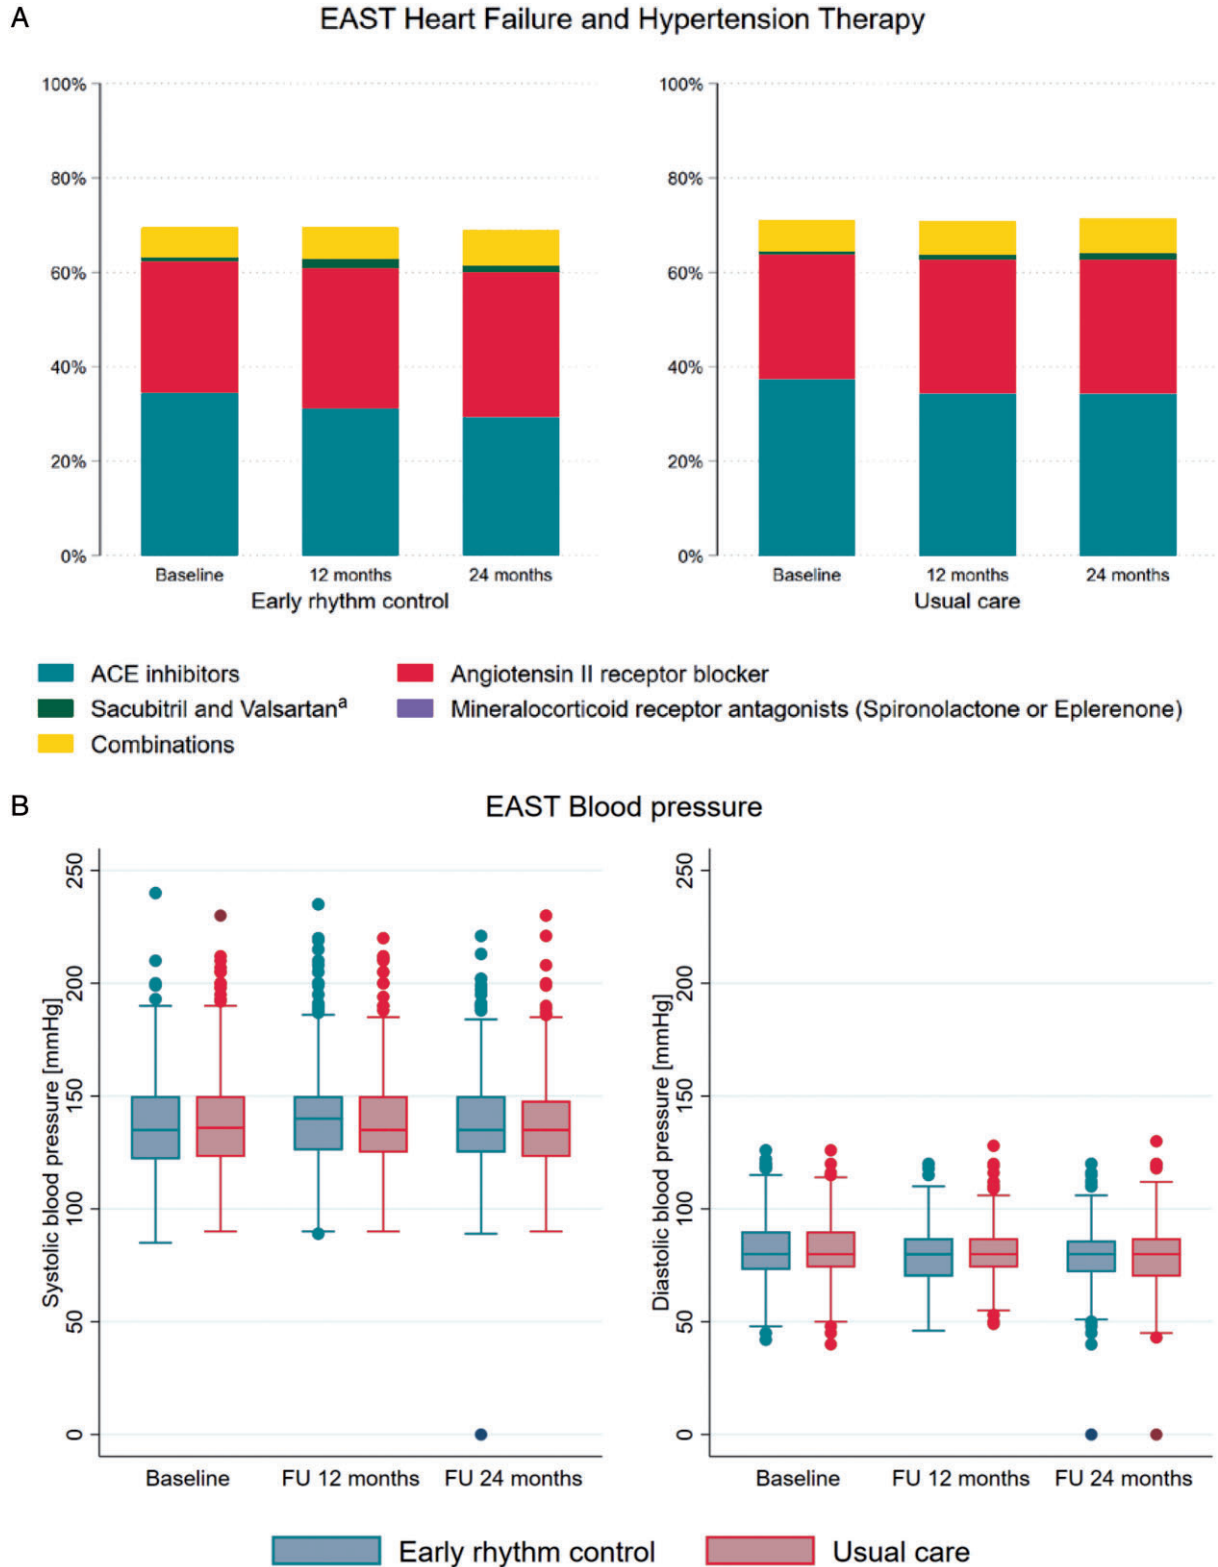 A
EAST Heart Failure and Hypertension Therapy
100%
80%
60%
40%
20%
0%
Baseline
12 months
24 months
Early rhythm control
100%
80%
60%
40%
20%
0%
Baseline
12 months
24 months
Usual care
ACE inhibitors
Angiotensin II receptor blocker
Sacubitril and Valsartanᵃ
Mineralocorticoid receptor antagonists (Spironolactone or Eplerenone)
Combinations
B
EAST Blood pressure
Systolic blood pressure [mmHg]
250
200
150
100
50
0
Baseline
FU 12 months
FU 24 months
Diastolic blood pressure [mmHg]
250
200
150
100
50
0
Baseline
FU 12 months
FU 24 months
Early rhythm control
Usual care